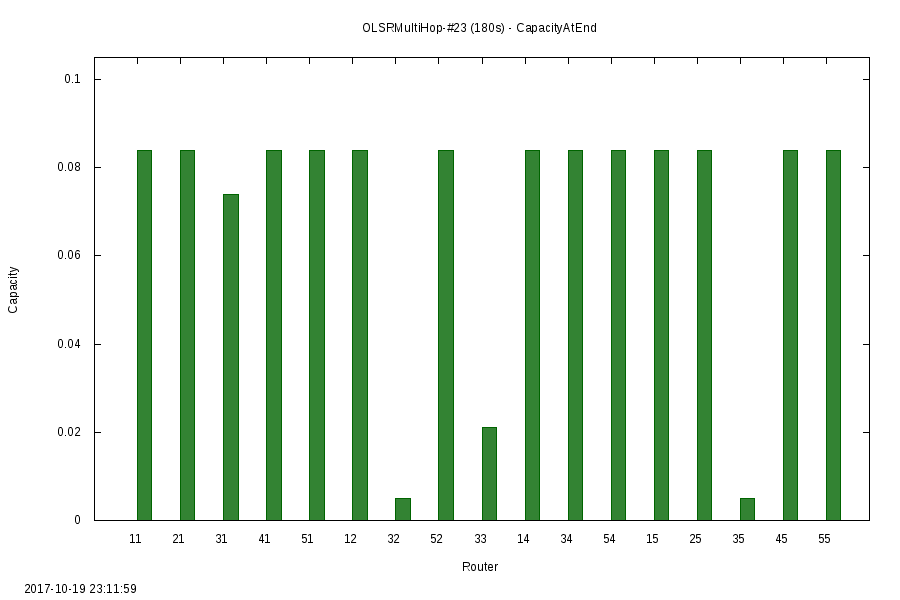 OLSRMultiHop-#23 (180s) - CapacityAtEnd
0.1
0.08
0.06
0.04
0.02
0
Capacity
11 21 31 41 51 12 32 52 33 14 34 54 15 25 35 45 55
Router
2017-10-19 23:11:59